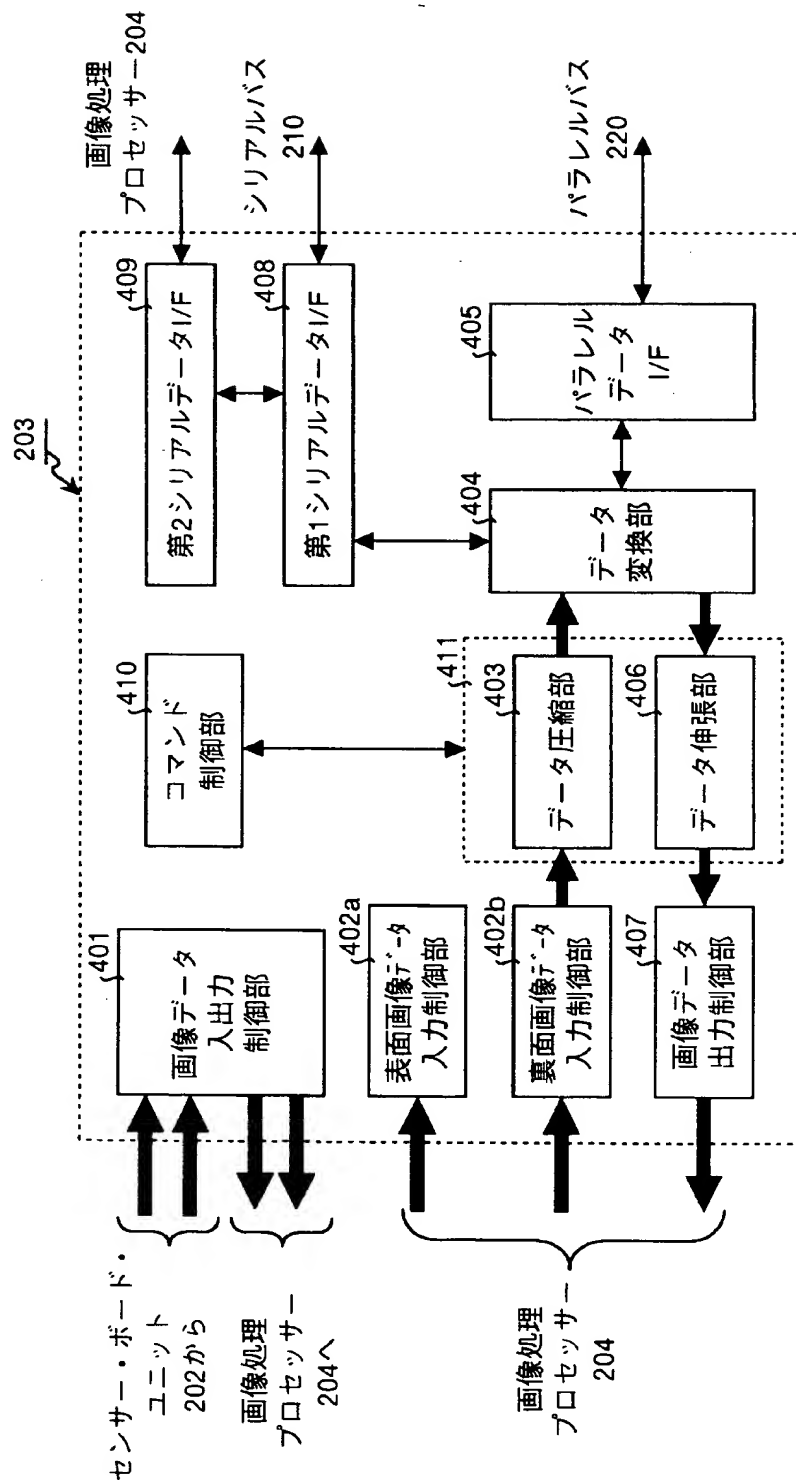 203
センサー・ボード・
ユニット
202から
画像処理
プロセッサー
204へ
画像処理
プロセッサー
204
401
画像データ
入出力
制御部
402a
表面画像データ
入力制御部
402b
裏面画像データ
入力制御部
407
画像データ
出力制御部
410
コマンド
制御部
411
403
データ圧縮部
406
データ伸張部
404
データ
変換部
409
第2シリアルデータI/F
408
第1シリアルデータI/F
405
パラレル
データ
I/F
画像処理
プロセッサー204
シリアルバス
210
パラレルバス
220